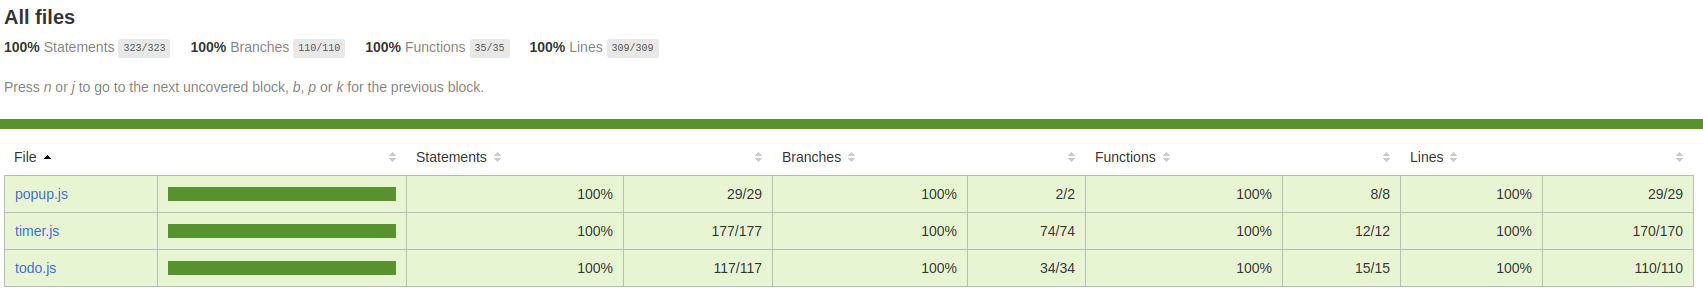 All files
100% Statements 323/323 100% Branches 110/110 100% Functions 35/35 100% Lines 309/309
Press n or j to go to the next uncovered block, b, p or k for the previous block.
File Statements Branches Functions Lines
popup.js 100% 29/29 100% 2/2 100% 8/8 100% 29/29
timer.js 100% 177/177 100% 74/74 100% 12/12 100% 170/170
todo.js 100% 117/117 100% 34/34 100% 15/15 100% 110/110